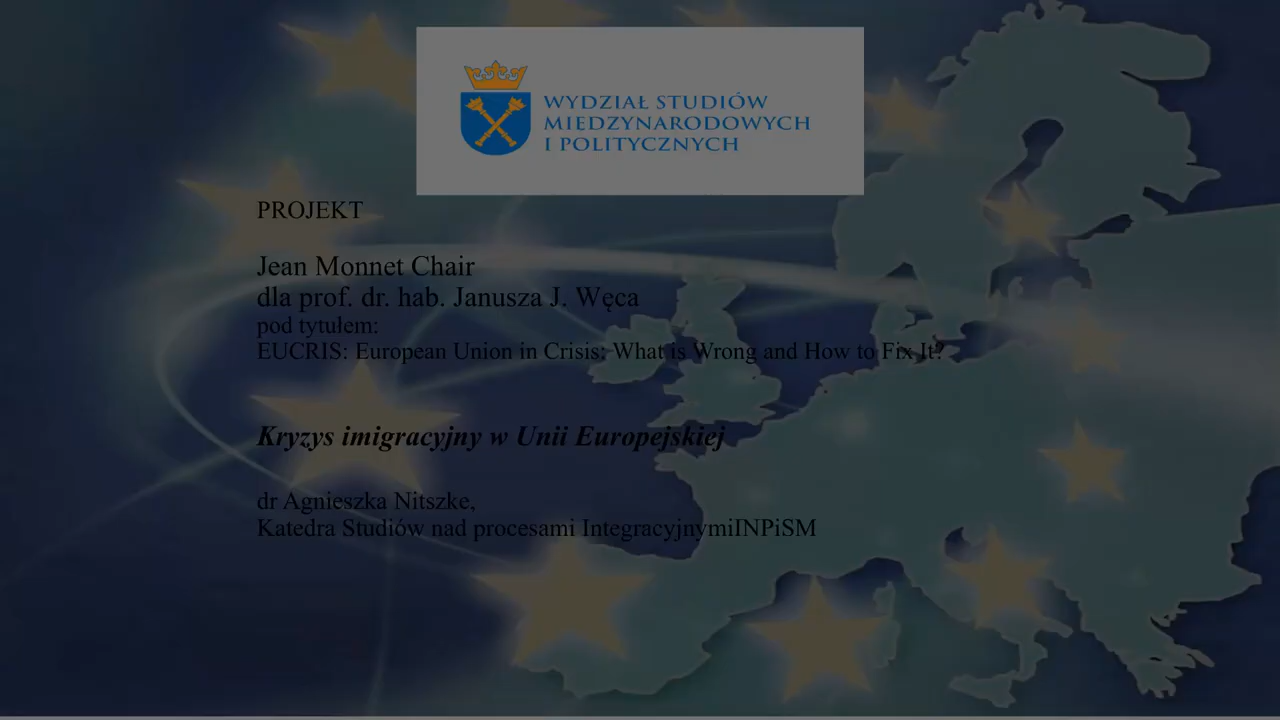 WYDZIAŁ STUDIÓW
MIĘDZYNARODOWYCH
I POLITYCZNYCH
PROJEKT
Jean Monnet Chair
dla prof. dr. hab. Janusza J. Węca
pod tytułem:
EUCRIS: European Union in Crisis: What is Wrong and How to Fix It?
Kryzys imigracyjny w Unii Europejskiej
dr Agnieszka Nitszke,
Katedra Studiów nad procesami IntegracyjnymiINPiSM